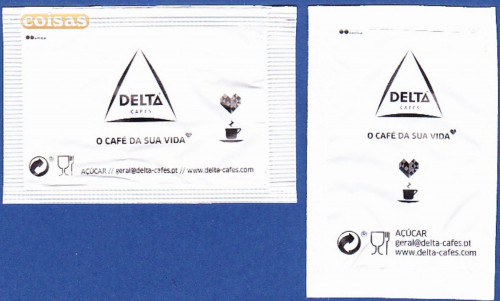 coisas
DELTA
CAFÉS
O CAFÉ DA SUA VIDA
AÇÚCAR // geral@delta-cafes.pt // www.delta-cafes.com
DELTA
CAFÉS
O CAFÉ DA SUA VIDA
AÇÚCAR
geral@delta-cafes.pt
www.delta-cafes.com